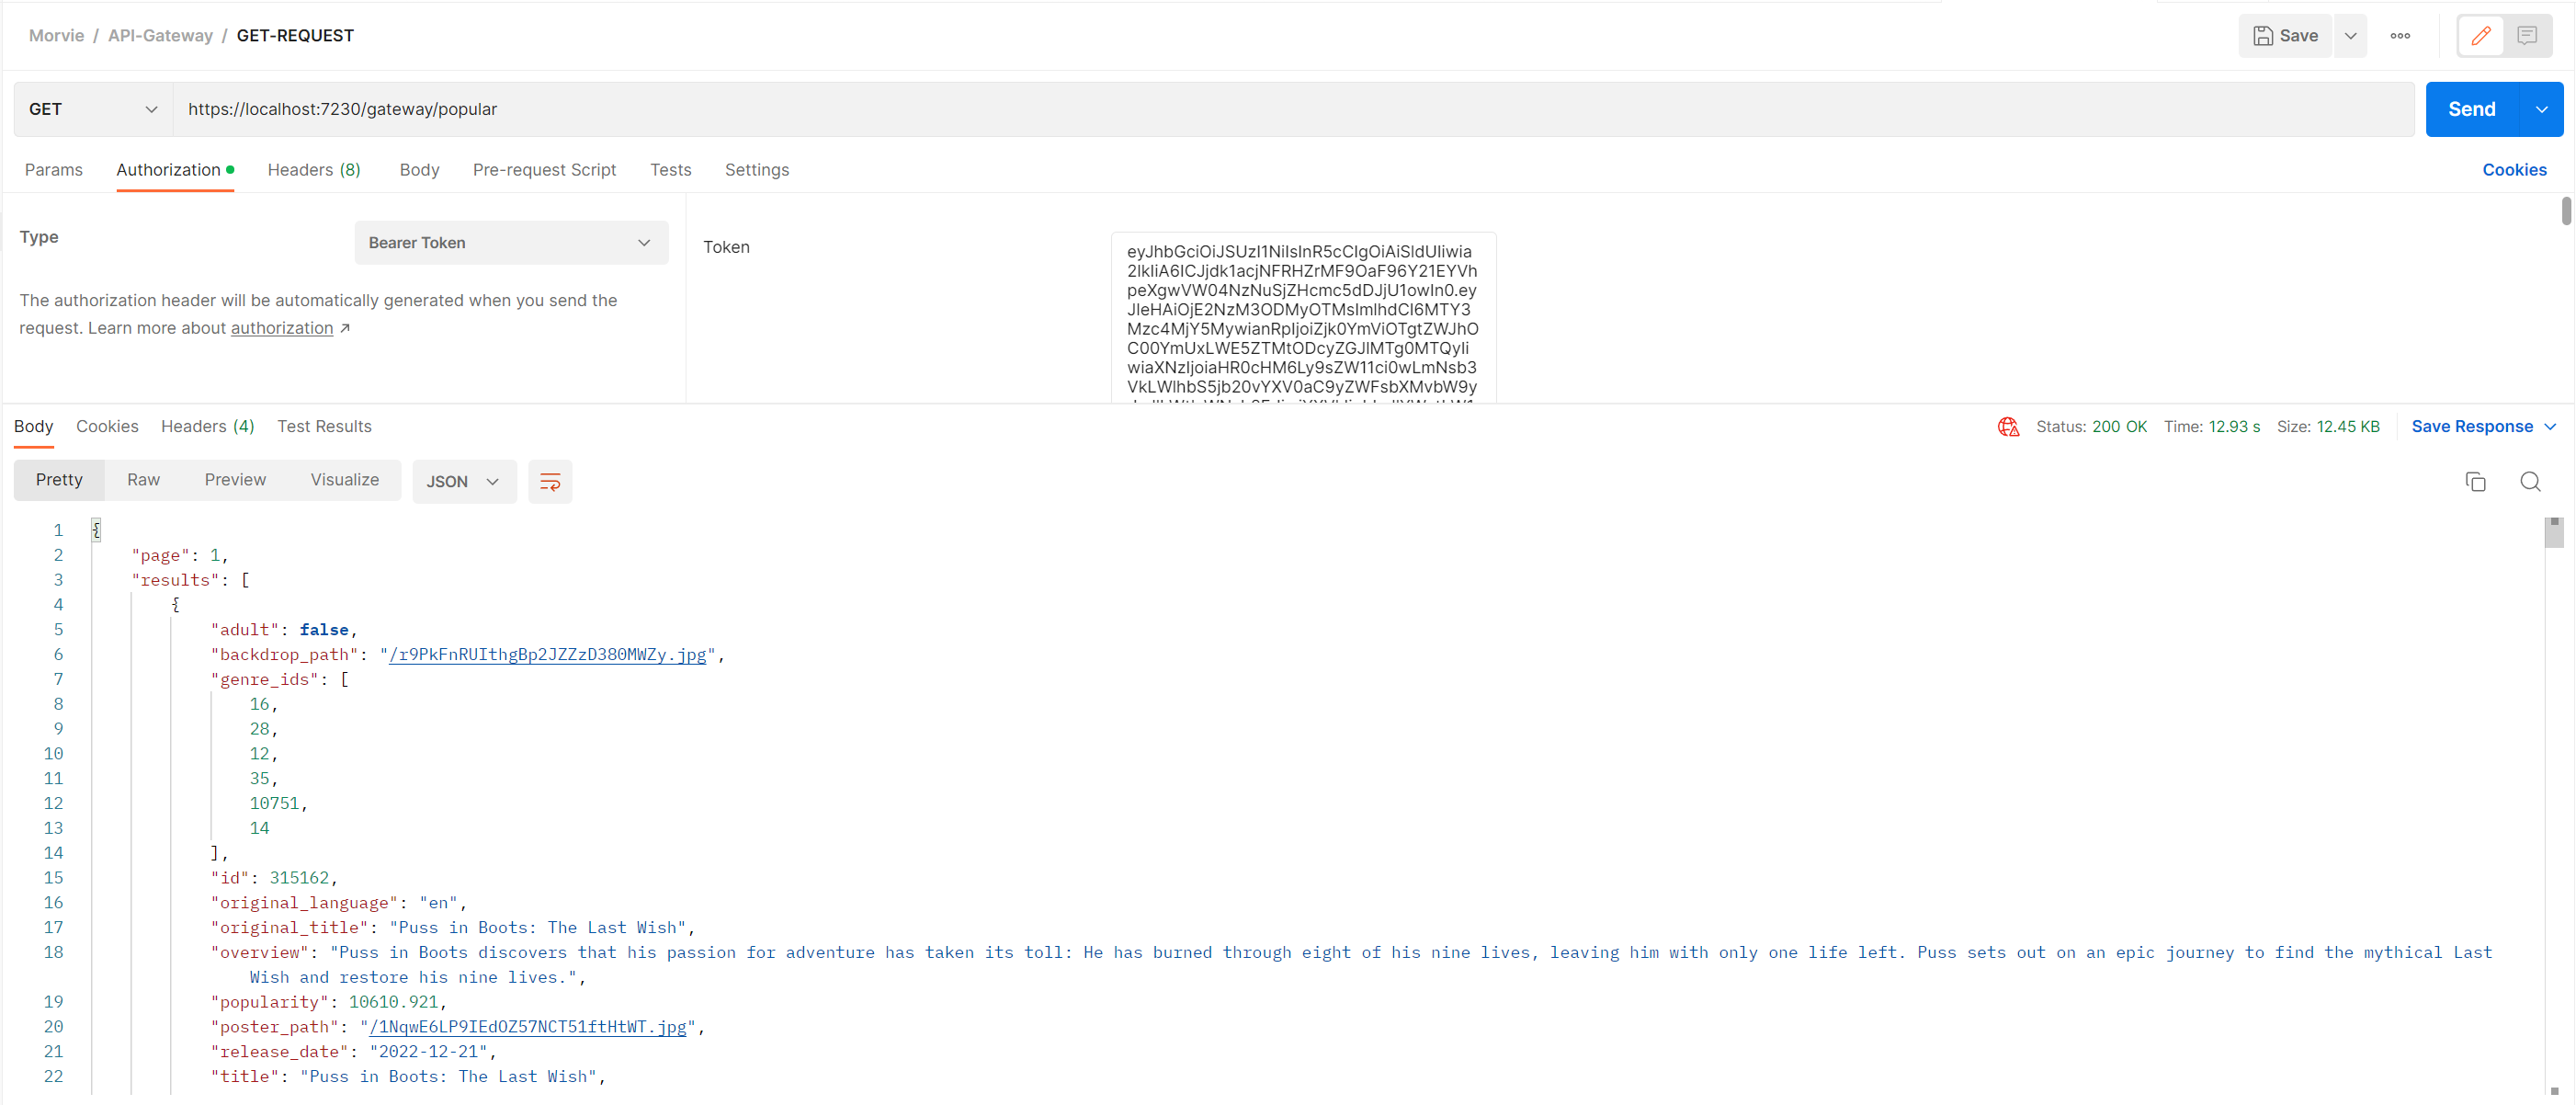 Morvie / API-Gateway / GET-REQUEST
Save
GET
https://localhost:7230/gateway/popular
Send
Params Authorization Headers (8) Body Pre-request Script Tests Settings
Cookies
Type
Bearer Token
The authorization header will be automatically generated when you send the
request. Learn more about authorization ↗
Token
eyJhbGciOiJSUzI1NiIsInR5cCIgOiAiSldUIiwia
2lkIiA6ICJjdk1acjNFRHZrMF9OaF96Y21EYVh
peXgwVW04NzNuSjZHcmc5dDJjU1owIn0.ey
JleHAiOjE2NzM3ODMyOTMsImlhdCI6MTY3
Mzc4MjY5MywianRpIjoiZjk0YmViOTgtZWJhO
C00YmUxLWE5ZTMtODcyZGJlMTg0MTQyIi
wiaXNzIjoiaHR0cHM6Ly9sZW11ci0wLmNsb3
VkLWlhbS5jb20vYXV0aC9yZWFsbXMvbW9y
Body Cookies Headers (4) Test Results
Status: 200 OK Time: 12.93 s Size: 12.45 KB
Save Response
Pretty Raw Preview Visualize
JSON
1 {
2 "page": 1,
3 "results": [
4 {
5 "adult": false,
6 "backdrop_path": "/r9PkFnRUIthgBp2JZZzD380MWZy.jpg",
7 "genre_ids": [
8 16,
9 28,
10 12,
11 35,
12 10751,
13 14
14 ],
15 "id": 315162,
16 "original_language": "en",
17 "original_title": "Puss in Boots: The Last Wish",
18 "overview": "Puss in Boots discovers that his passion for adventure has taken its toll: He has burned through eight of his nine lives, leaving him with only one life left. Puss sets out on an epic journey to find the mythical Last
Wish and restore his nine lives.",
19 "popularity": 10610.921,
20 "poster_path": "/1NqwE6LP9IEdOZ57NCT51ftHtWT.jpg",
21 "release_date": "2022-12-21",
22 "title": "Puss in Boots: The Last Wish",